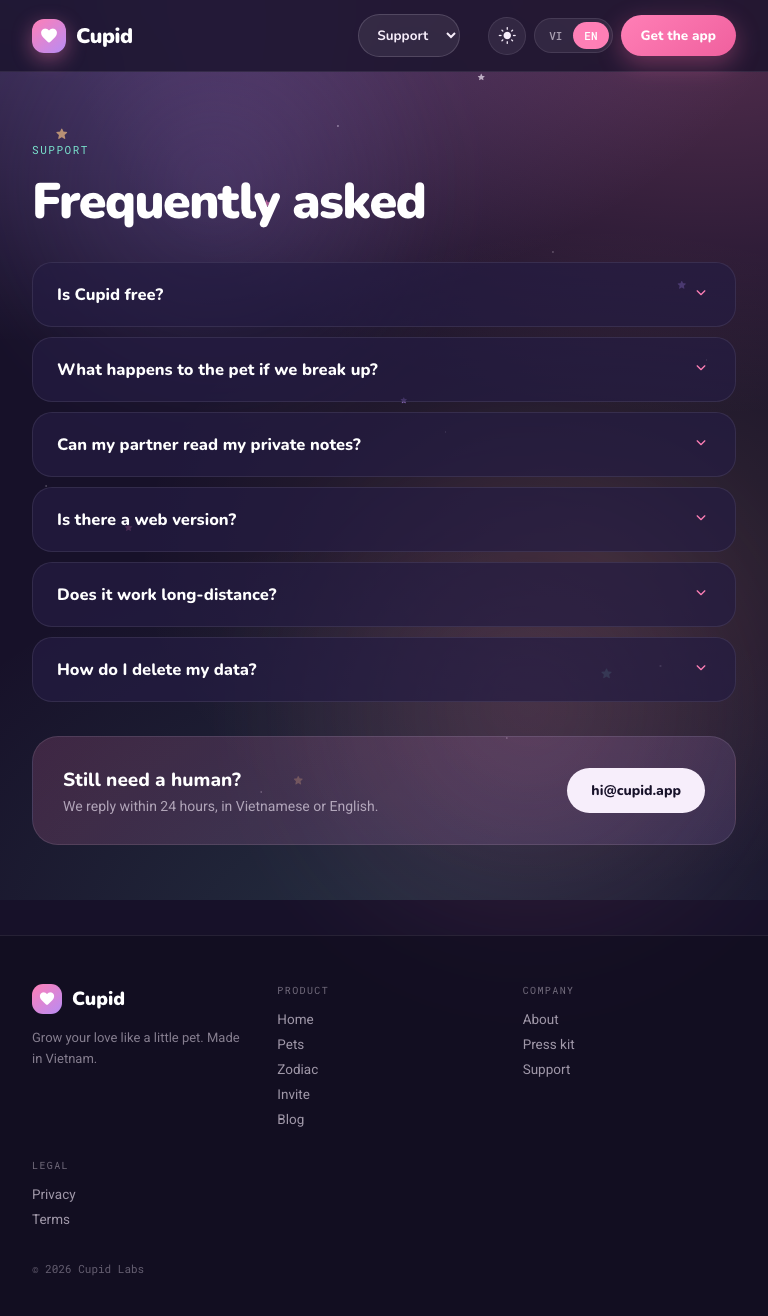 Cupid
Support
VI
EN
Get the app
SUPPORT
Frequently asked
Is Cupid free?
What happens to the pet if we break up?
Can my partner read my private notes?
Is there a web version?
Does it work long-distance?
How do I delete my data?
Still need a human?
We reply within 24 hours, in Vietnamese or English.
hi@cupid.app
Cupid
Grow your love like a little pet. Made
in Vietnam.
PRODUCT
Home
Pets
Zodiac
Invite
Blog
COMPANY
About
Press kit
Support
LEGAL
Privacy
Terms
© 2026 Cupid Labs